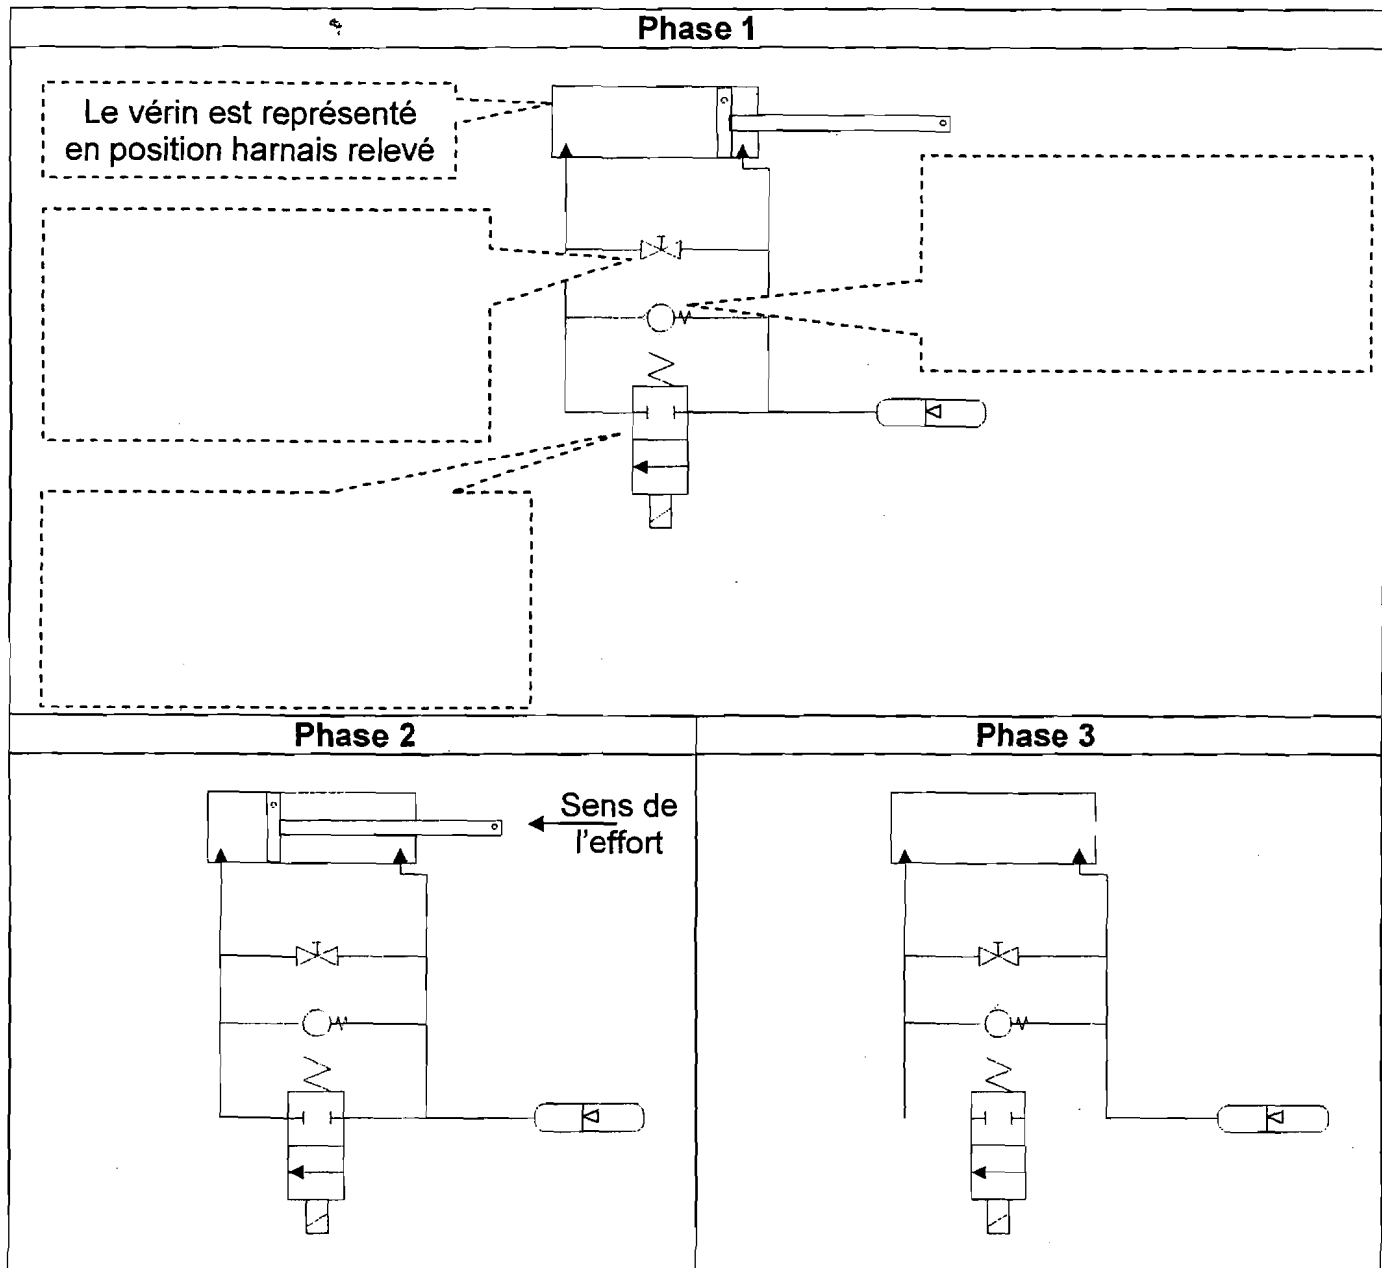 Phase 1
Le vérin est représenté
en position harnais relevé
Phase 2
Phase 3
Sens de
l'effort